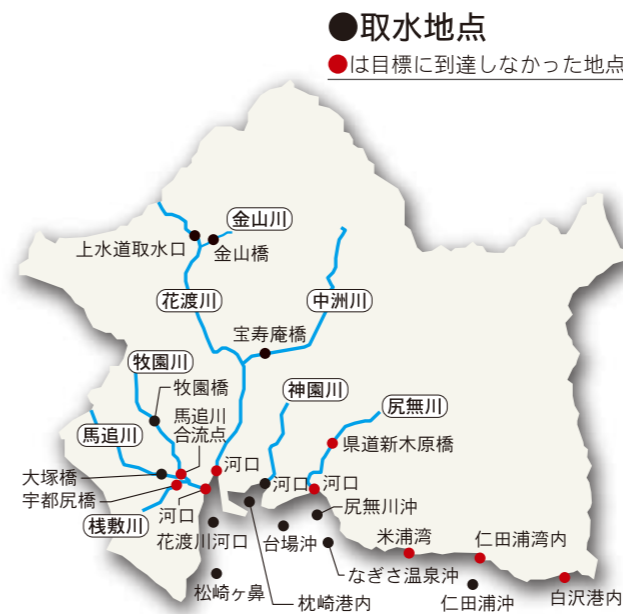 ●取水地点
●は目標に到達しなかった地点
金山川
上水道取水口
金山橋
花渡川
中洲川
宝寿庵橋
牧園川
牧園橋
神園川
尻無川
馬追川
合流点
馬追川
県道新木原橋
大塚橋
宇都尻橋
河口
河口
河口
河口
桟敷川
花渡川河口
台場沖
尻無川沖
米浦湾
仁田浦湾内
なぎさ温泉沖
松崎ヶ鼻
枕崎港内
仁田浦沖
白沢港内